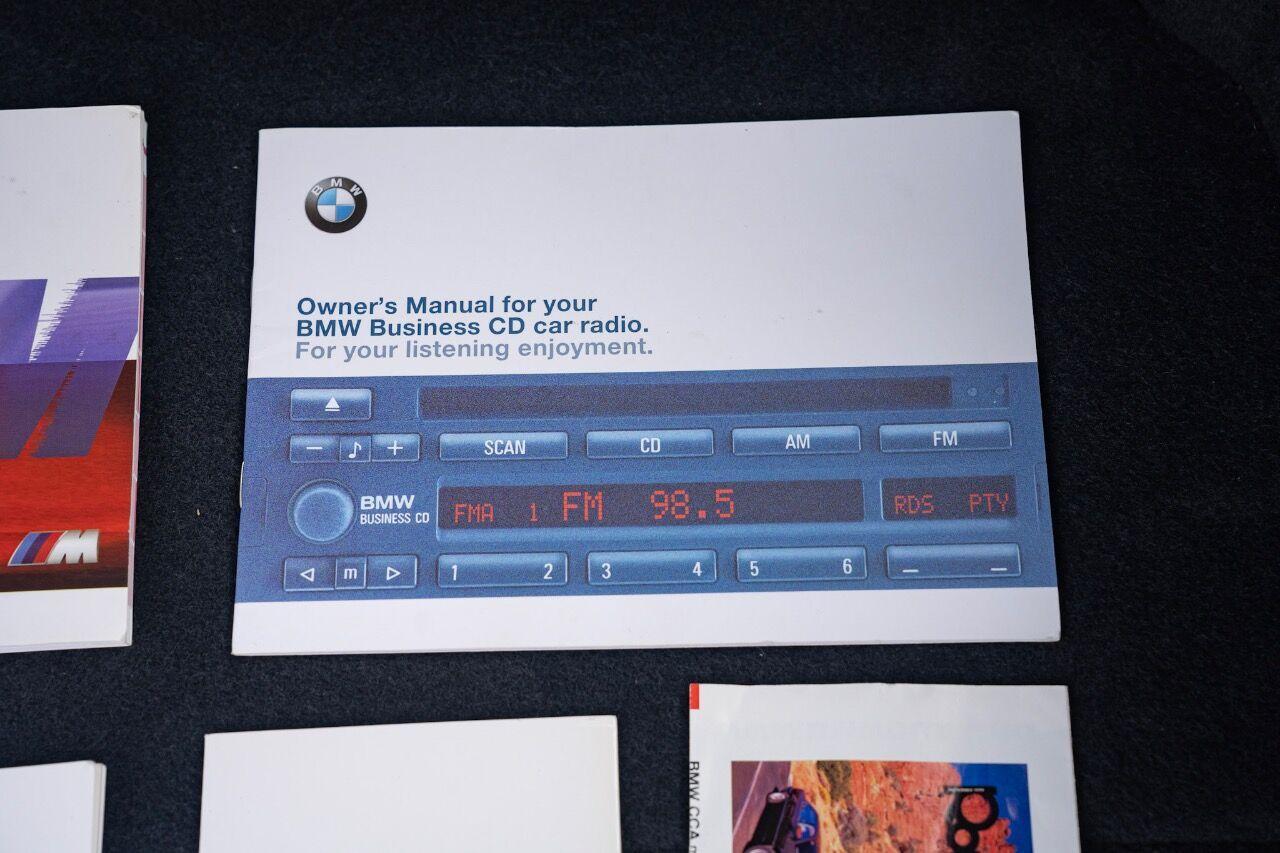 BMW
Owner's Manual for your
BMW Business CD car radio.
For your listening enjoyment.
SCAN CD AM FM
BMW
BUSINESS CD
FMA 1 FM 98.5 RDS PTY
m 1 2 3 4 5 6
M
BMW CCA